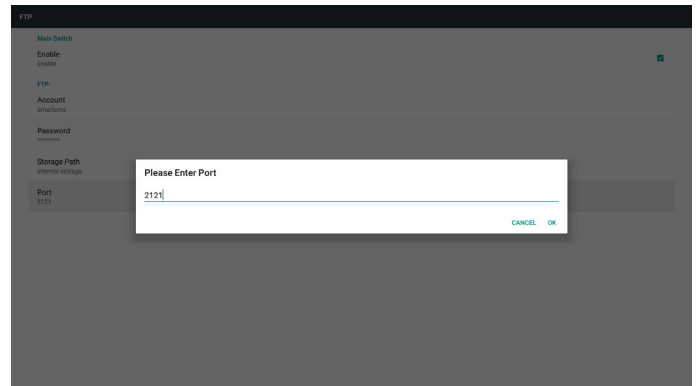 FTP
Main Switch
Enable
Enable
FTP
Account
Password
********
Storage Path
Internal storage
Port
2121
Please Enter Port
2121
CANCEL OK